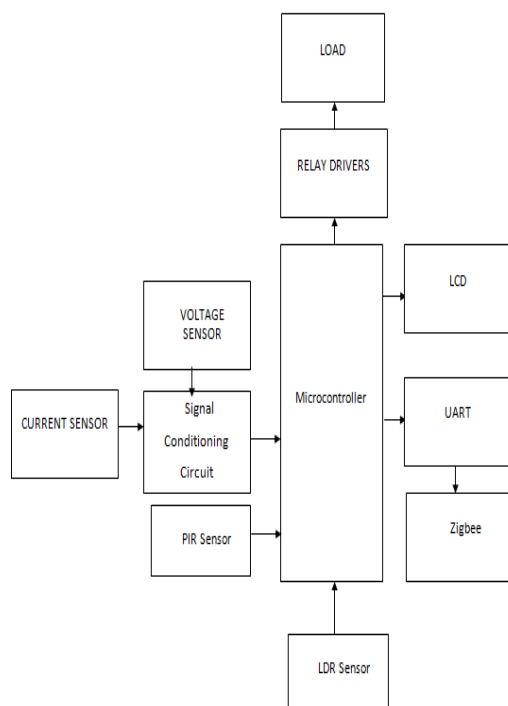 LOAD
RELAY DRIVERS
LCD
VOLTAGE
SENSOR
Microcontroller
Signal
Conditioning
Circuit
CURRENT SENSOR
UART
PIR Sensor
Zigbee
LDR Sensor